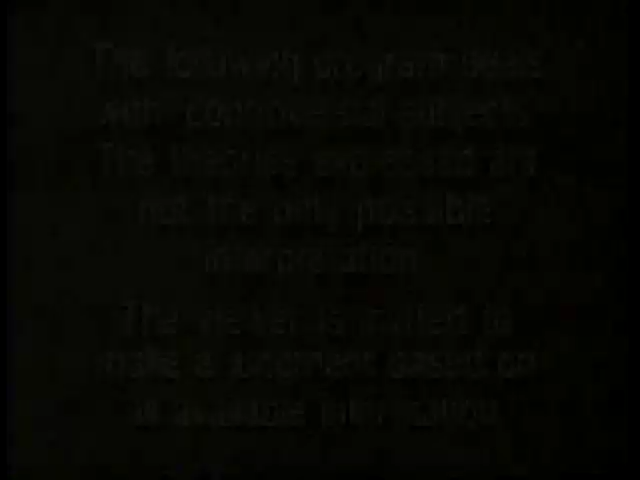 The following program deals
with controversial subjects.
The theories expressed are
not the only possible
interpretation.
The viewer is invited to
make a judgment based on
all available information.